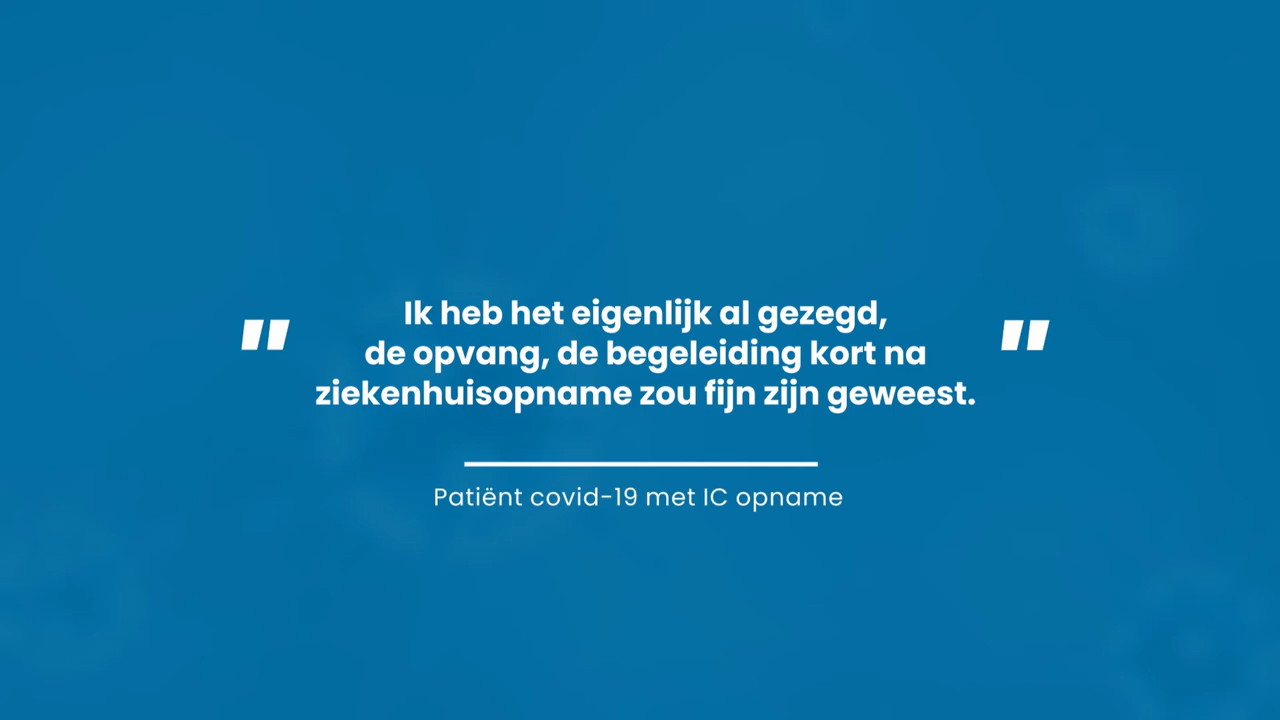 " Ik heb het eigenlijk al gezegd,
de opvang, de begeleiding kort na
ziekenhuisopname zou fijn zijn geweest. "
Patiënt covid-19 met IC opname